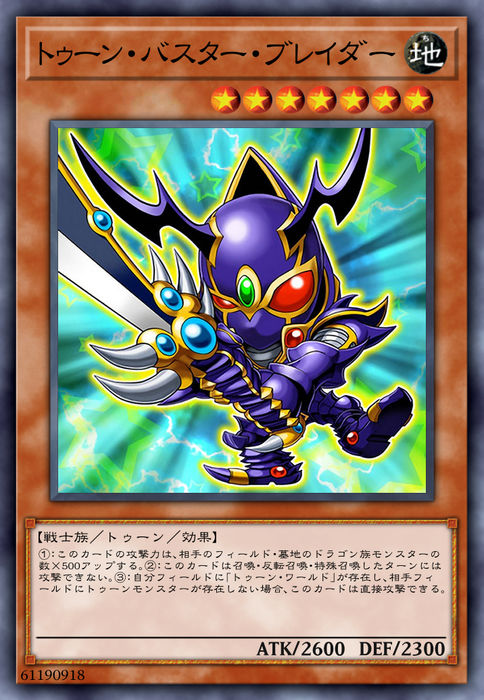 トゥーン・バスター・ブレイダー
ち
地
【戦士族／トゥーン／効果】
①:このカードの攻撃力は、相手のフィールド・墓地のドラゴン族モンスターの
数×500アップする。②:このカードは召喚・反転召喚・特殊召喚したターンには
攻撃できない。③:自分フィールドに「トゥーン・ワールド」が存在し、相手フィ
ールドにトゥーンモンスターが存在しない場合、このカードは直接攻撃できる。
ATK/2600 DEF/2300
61190918